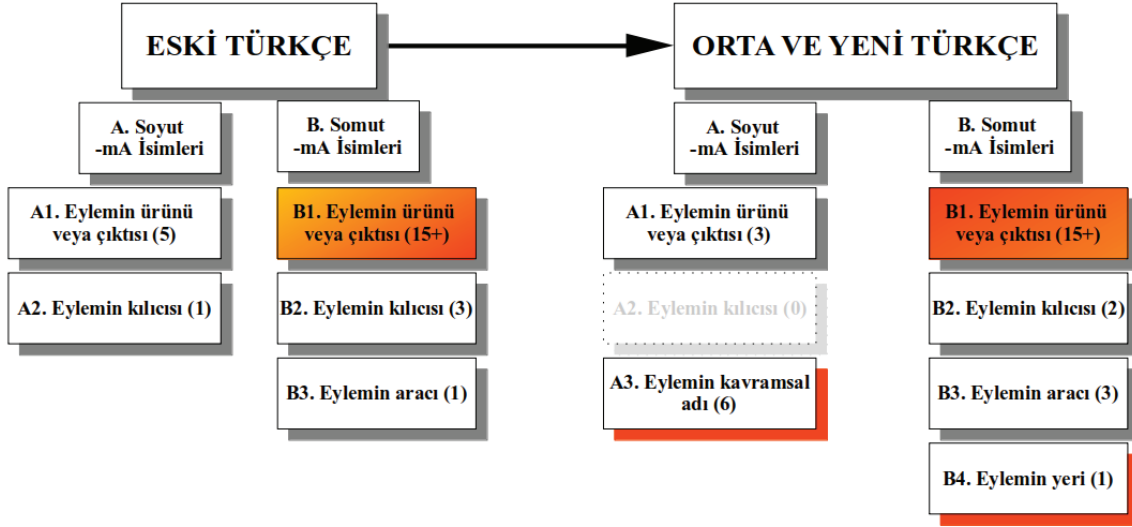 ESKİ TÜRKÇE
A. Soyut
-mA İsimleri
B. Somut
-mA İsimleri
A1. Eylemin ürünü
veya çıktısı (5)
A2. Eylemin kılıcısı (1)
B1. Eylemin ürünü
veya çıktısı (15+)
B2. Eylemin kılıcısı (3)
B3. Eylemin aracı (1)
ORTA VE YENİ TÜRKÇE
A. Soyut
-mA İsimleri
B. Somut
-mA İsimleri
A1. Eylemin ürünü
veya çıktısı (3)
A2. Eylemin kılıcısı (0)
A3. Eylemin kavramsal
adı (6)
B1. Eylemin ürünü
veya çıktısı (15+)
B2. Eylemin kılıcısı (2)
B3. Eylemin aracı (3)
B4. Eylemin yeri (1)